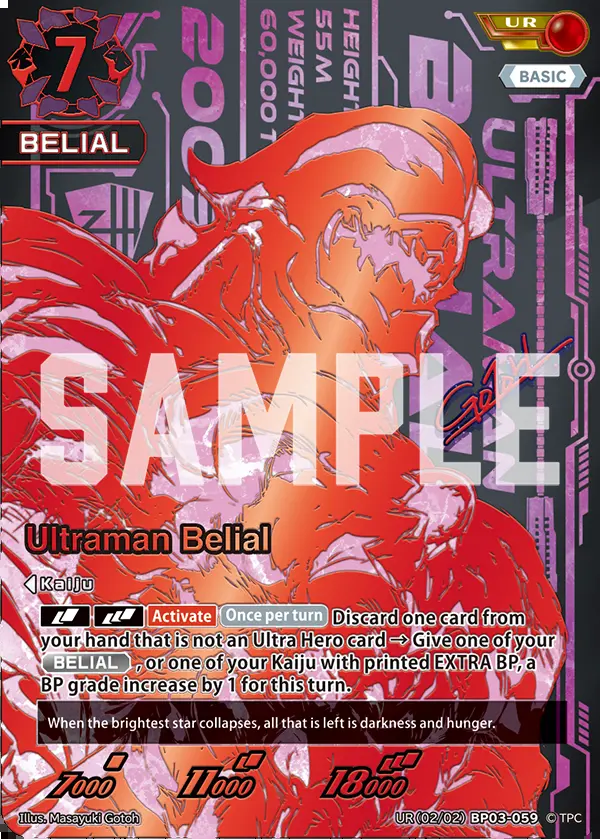 7
UR
BASIC
BELIAL
HEIGHT
55M
WEIGHT
60,000T
ULTRAMAN
SAMPLE
Ultraman Belial
Kaiju
Activate Once per turn Discard one card from
your hand that is not an Ultra Hero card → Give one of your
BELIAL , or one of your Kaiju with printed EXTRA BP, a
BP grade increase by 1 for this turn.
When the brightest star collapses, all that is left is darkness and hunger.
7000 11000 18000
Illus. Masayuki Gotoh UR (02/02) BP03-059 © TPC